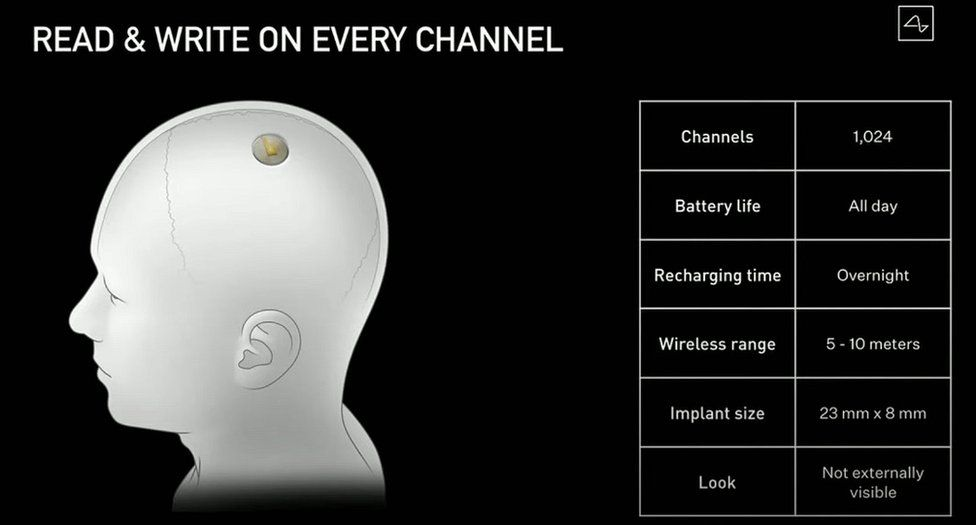 READ & WRITE ON EVERY CHANNEL
Channels 1,024
Battery life All day
Recharging time Overnight
Wireless range 5 - 10 meters
Implant size 23 mm x 8 mm
Look Not externally
visible